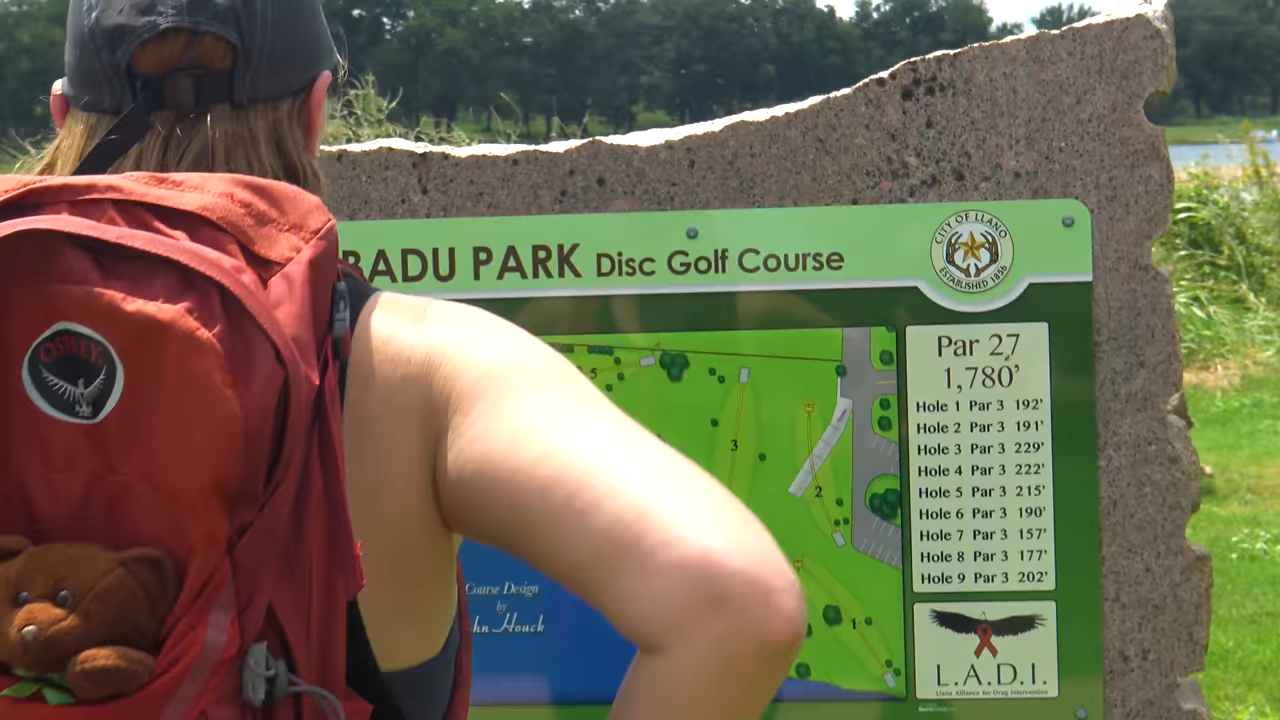 BADU PARK Disc Golf Course
CITY OF LLANO
ESTABLISHED 1856
OSPREY
5
3
2
1
Par 27
1,780'
Hole 1 Par 3 192'
Hole 2 Par 3 191'
Hole 3 Par 3 229'
Hole 4 Par 3 222'
Hole 5 Par 3 215'
Hole 6 Par 3 190'
Hole 7 Par 3 157'
Hole 8 Par 3 177'
Hole 9 Par 3 202'
Course Design
by
hn Houck
L.A.D.I.
Llano Alliance for Drug Intervention